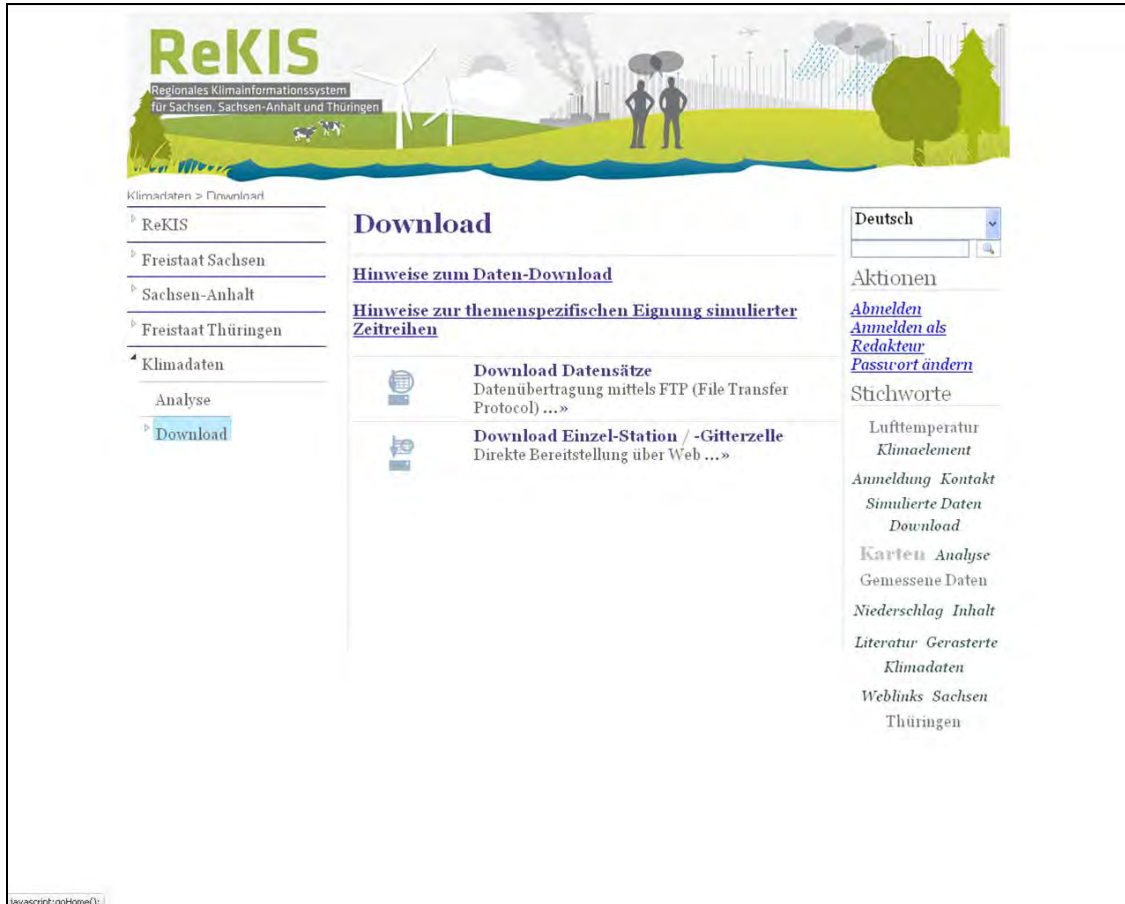 ReKIS
Regionales Klimainformationssystem
für Sachsen, Sachsen-Anhalt und Thüringen
Klimadaten > Download
ReKIS
Freistaat Sachsen
Sachsen-Anhalt
Freistaat Thüringen
Klimadaten
Analyse
Download
Download
Hinweise zum Daten-Download
Hinweise zur themenspezifischen Eignung simulierter
Zeitreihen
Download Datensätze
Datenübertragung mittels FTP (File Transfer
Protocol) ...»
Download Einzel-Station / -Gitterzelle
Direkte Bereitstellung über Web ...»
Deutsch
Aktionen
Abmelden
Anmelden als
Redakteur
Passwort ändern
Stichworte
Lufttemperatur
Klimaelement
Anmeldung Kontakt
Simulierte Daten
Download
Karten Analyse
Gemessene Daten
Niederschlag Inhalt
Literatur Gerasterte
Klimadaten
Weblinks Sachsen
Thüringen
javascript:goHome();